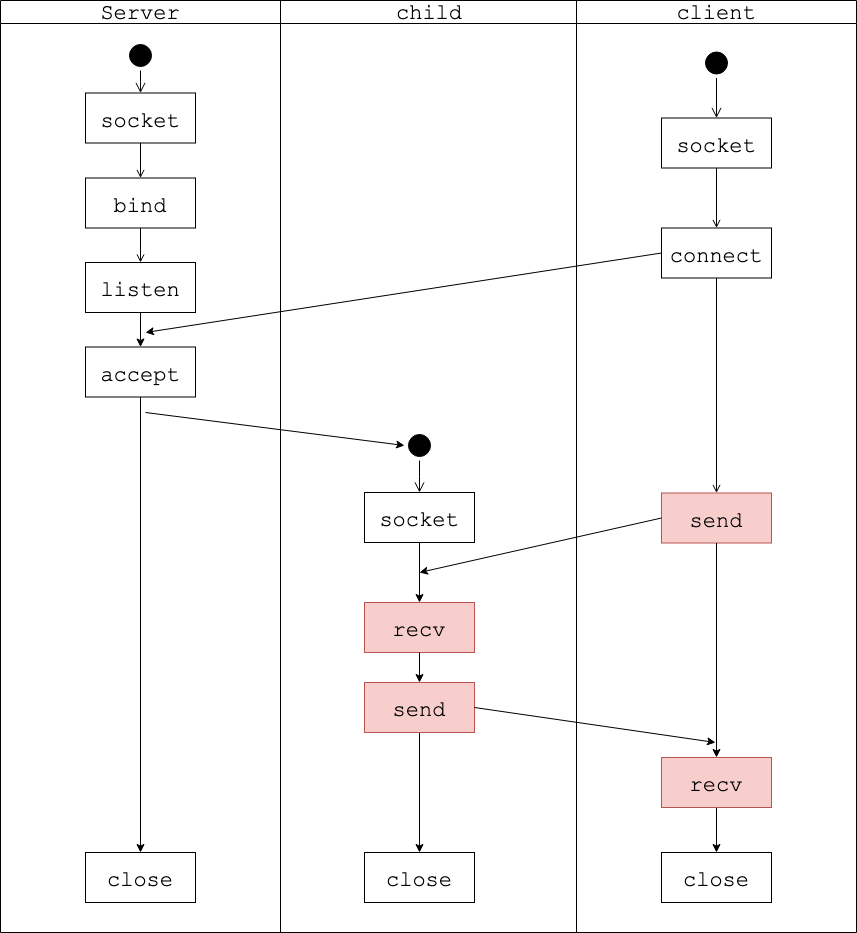 Server
child
client
socket
bind
listen
accept
close
socket
recv
send
close
socket
connect
send
recv
close